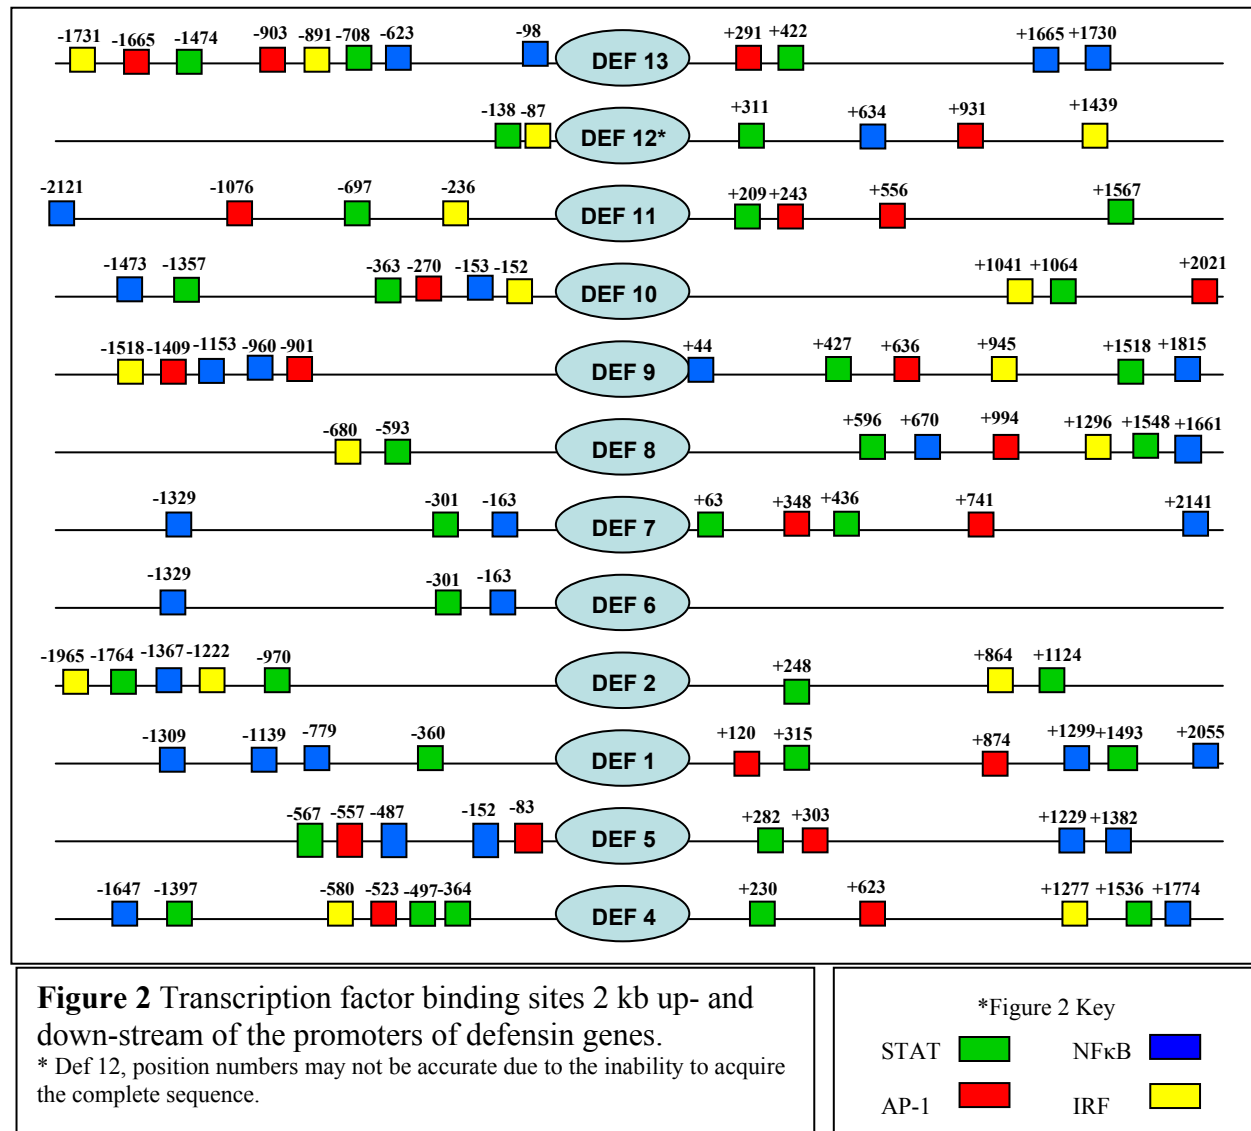 -1731 -1665 -1474 -903 -891 -708 -623 -98 DEF 13 +291 +422 +1665 +1730
-138 -87 DEF 12* +311 +634 +931 +1439
-2121 -1076 -697 -236 DEF 11 +209 +243 +556 +1567
-1473 -1357 -363 -270 -153 -152 DEF 10 +1041 +1064 +2021
-1518 -1409 -1153 -960 -901 DEF 9 +44 +427 +636 +945 +1518 +1815
-680 -593 DEF 8 +596 +670 +994 +1296 +1548 +1661
-1329 -301 -163 DEF 7 +63 +348 +436 +741 +2141
-1329 -301 -163 DEF 6
-1965 -1764 -1367 -1222 -970 DEF 2 +248 +864 +1124
-1309 -1139 -779 -360 DEF 1 +120 +315 +874 +1299 +1493 +2055
-567 -557 -487 -152 -83 DEF 5 +282 +303 +1229 +1382
-1647 -1397 -580 -523 -497 -364 DEF 4 +230 +623 +1277 +1536 +1774
Figure 2 Transcription factor binding sites 2 kb up- and
down-stream of the promoters of defensin genes.
* Def 12, position numbers may not be accurate due to the inability to acquire
the complete sequence.
*Figure 2 Key
STAT NFκB
AP-1 IRF